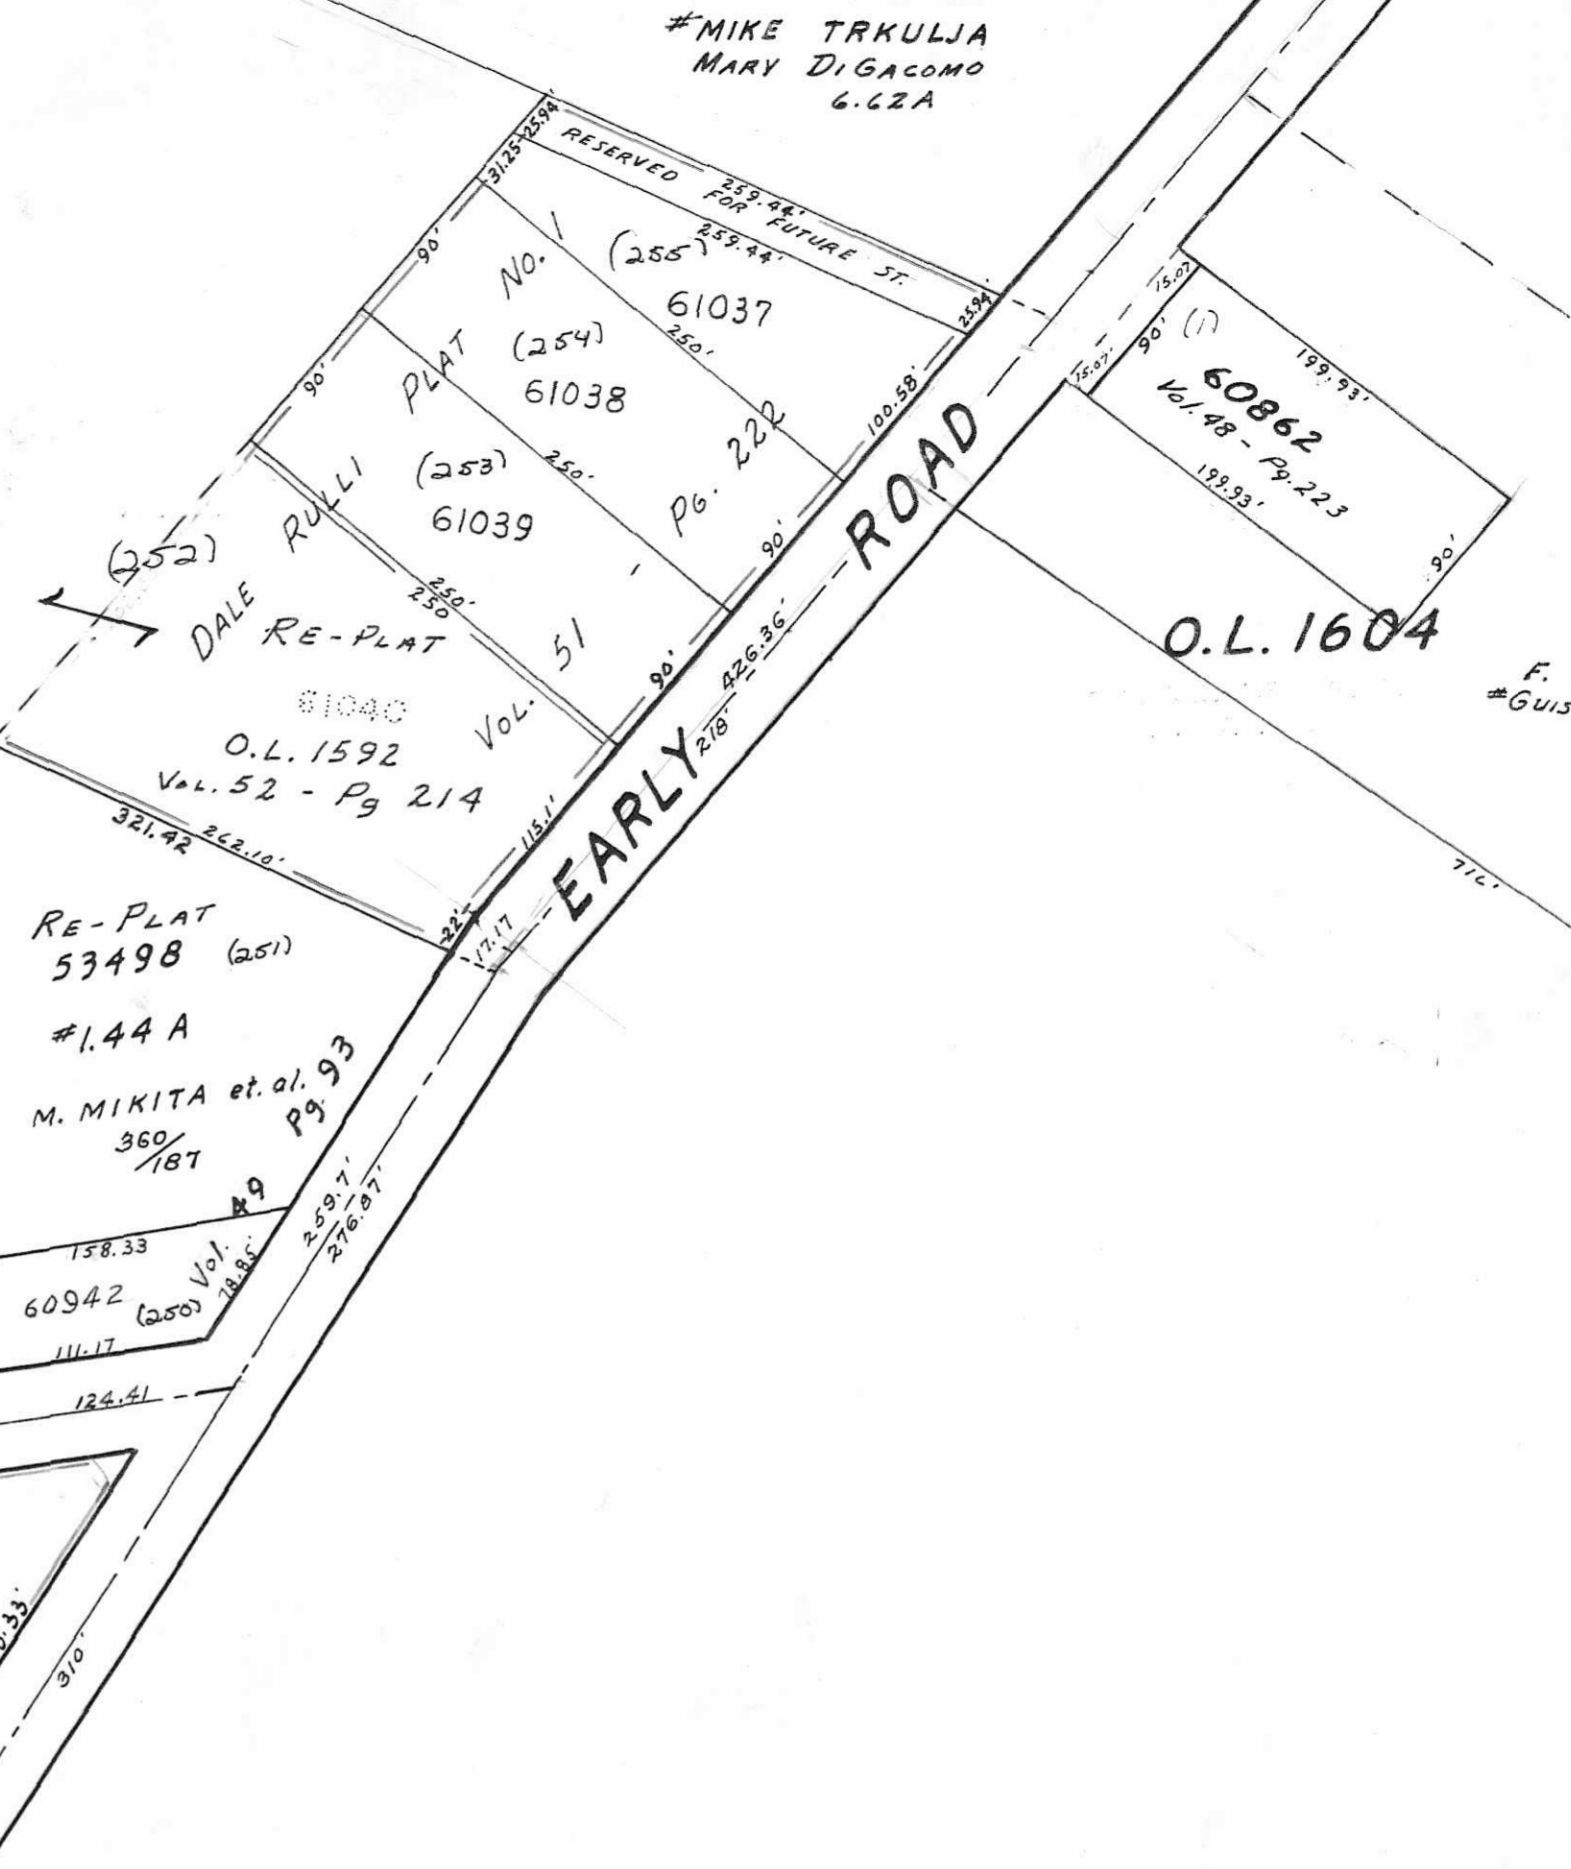 #MIKE TRKULJA
MARY DIGACOMO
6.62A
25.94'
31.25
RESERVED FOR FUTURE ST.
259.44'
259.44'
25.94'
90'
(255)
61037
250'
100.58'
90'
(254)
61038
250'
90'
(253)
61039
250'
250
90'
DALE RULLI PLAT NO. 1
VOL. 51 - PG. 222
(252)
RE-PLAT
61040
O.L. 1592
VOL. 52 - Pg 214
321.42
262.10'
115.1'
22'
17.17
EARLY ROAD
426.36'
218'
15.07
15.07'
90'
(1)
199.93'
60862
Vol. 48 - Pg. 223
199.93'
90'
O.L. 1604
F.
#GUIS
716'
RE-PLAT
53498 (251)
#1.44 A
M. MIKITA et. al.
360/187
Vol. 49 Pg. 93
158.33
78.85'
60942 (250)
111.17
124.41
259.7'
276.87'
310'